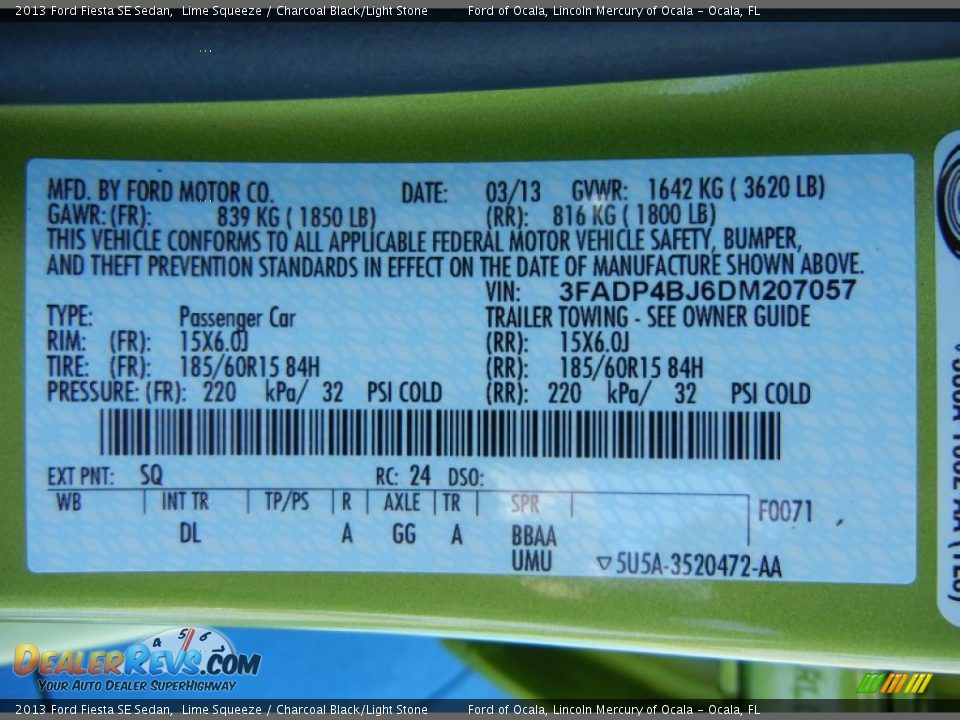 2013 Ford Fiesta SE Sedan,  Lime Squeeze / Charcoal Black/Light Stone Ford of Ocala, Lincoln Mercury of Ocala - Ocala, FL
MFD. BY FORD MOTOR CO. DATE: 03/13 GVWR: 1642 KG ( 3620 LB)
GAWR: (FR): 839 KG ( 1850 LB) (RR): 816 KG ( 1800 LB)
THIS VEHICLE CONFORMS TO ALL APPLICABLE FEDERAL MOTOR VEHICLE SAFETY, BUMPER,
AND THEFT PREVENTION STANDARDS IN EFFECT ON THE DATE OF MANUFACTURE SHOWN ABOVE.
VIN: 3FADP4BJ6DM207057
TYPE: Passenger Car TRAILER TOWING - SEE OWNER GUIDE
RIM: (FR): 15X6.0J (RR): 15X6.0J
TIRE: (FR): 185/60R15 84H (RR): 185/60R15 84H
PRESSURE: (FR): 220 kPa/ 32 PSI COLD (RR): 220 kPa/ 32 PSI COLD
EXT PNT: SQ RC: 24 DSO:
WB INT TR TP/PS R AXLE TR SPR F0071
DL A GG A BBAA
UMU ▽5U5A-3520472-AA
4 5 6
DEALERREVS.COM
YOUR AUTO DEALER SUPERHIGHWAY
2013 Ford Fiesta SE Sedan,  Lime Squeeze / Charcoal Black/Light Stone Ford of Ocala, Lincoln Mercury of Ocala - Ocala, FL